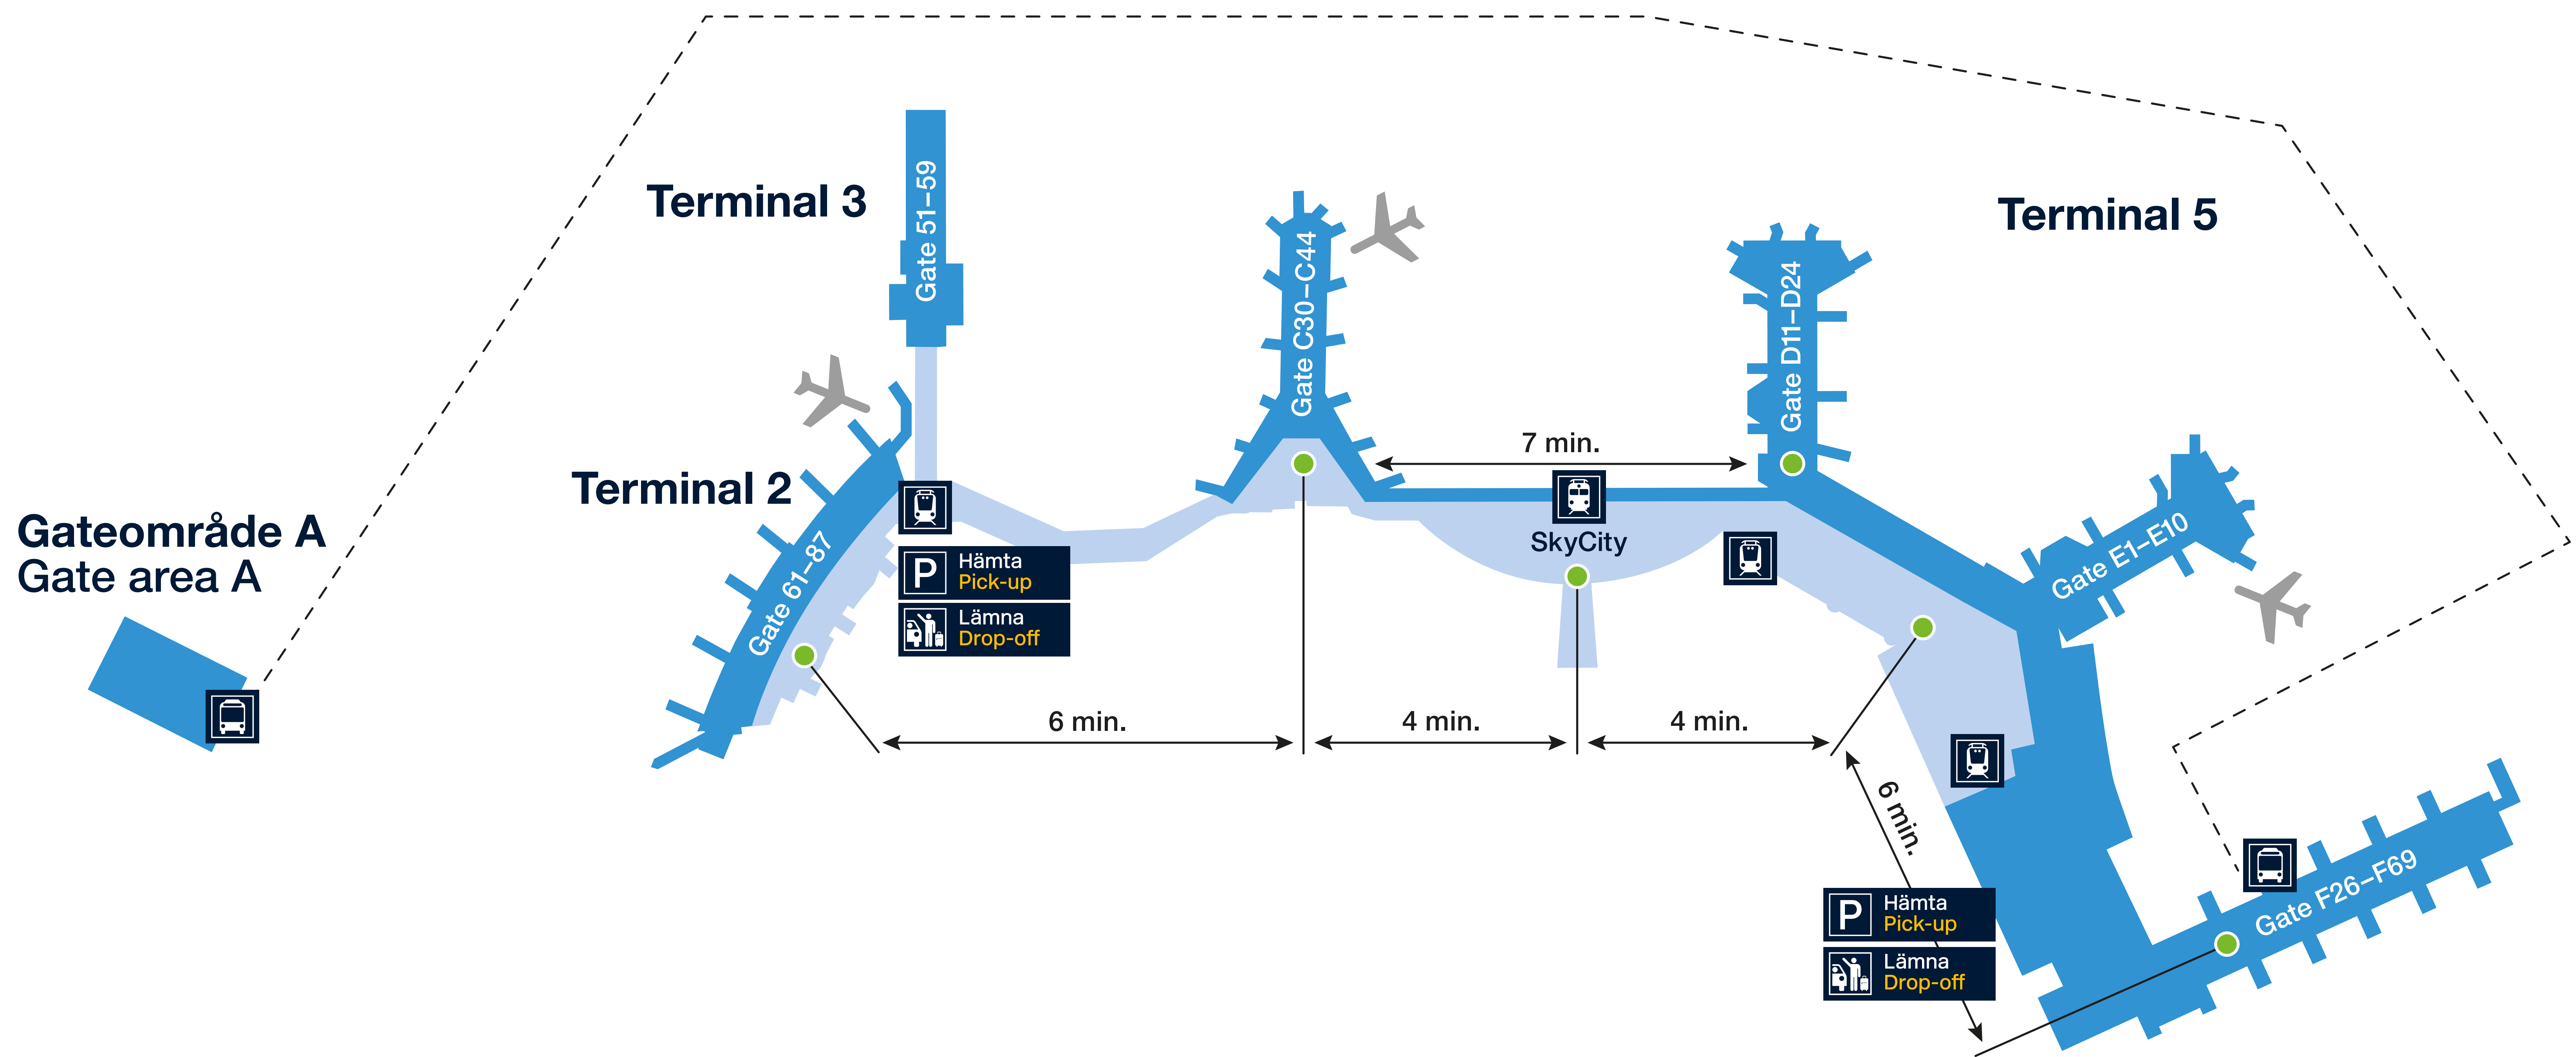 Terminal 3
Gate 51–59
Gate C30–C44
Gate D11–D24
Terminal 5
7 min.
Terminal 2
Gateområde A
Gate area A
Gate 61–87
P
Hämta
Pick-up
Lämna
Drop-off
SkyCity
Gate E1–E10
6 min.
4 min.
4 min.
6 min.
P
Hämta
Pick-up
Lämna
Drop-off
Gate F26–F69